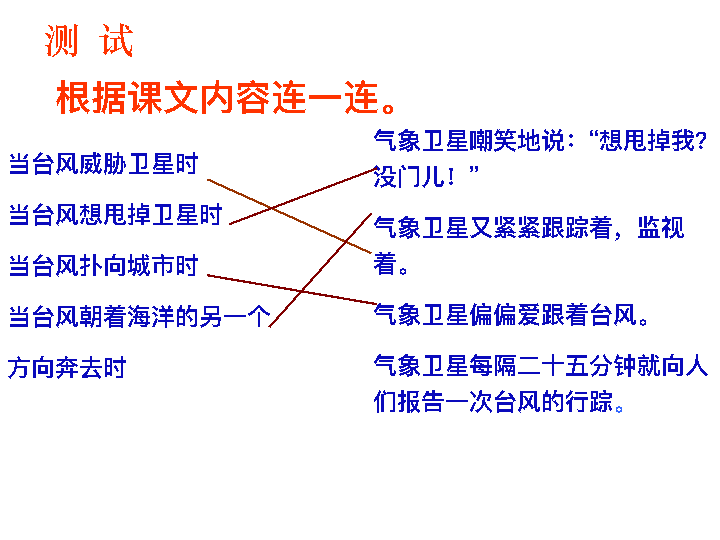 测 试
根据课文内容连一连。
当台风威胁卫星时
当台风想甩掉卫星时
当台风扑向城市时
当台风朝着海洋的另一个
方向奔去时
气象卫星嘲笑地说：“想甩掉我？
没门儿！”
气象卫星又紧紧跟踪着，监视
着。
气象卫星偏偏爱跟着台风。
气象卫星每隔二十五分钟就向人
们报告一次台风的行踪。